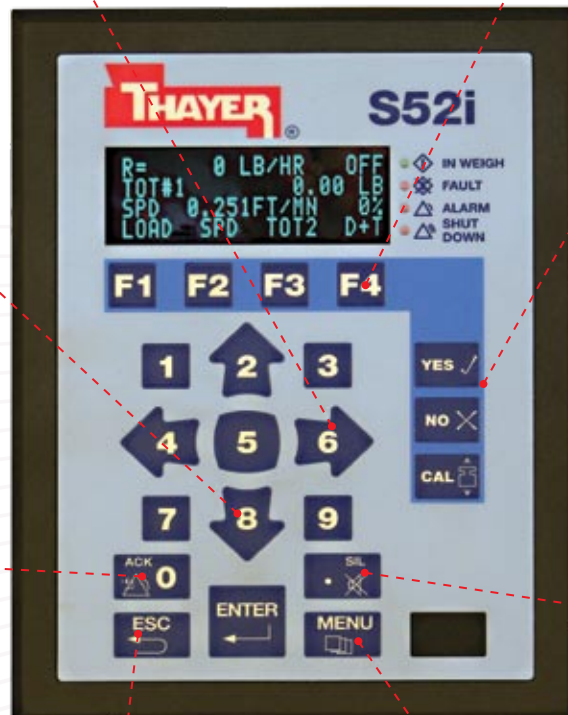 THAYER ®
S52i
R= 0 LB/HR OFF
TOT#1 0.00 LB
SPD 0.251FT/MN 0%
LOAD SPD TOT2 D+T
IN WEIGH
FAULT
ALARM
SHUT
DOWN
F1 F2 F3 F4
1 2 3
YES
4 5 6
NO
CAL
7 8 9
ACK
0
SIL
.
ESC
ENTER
MENU